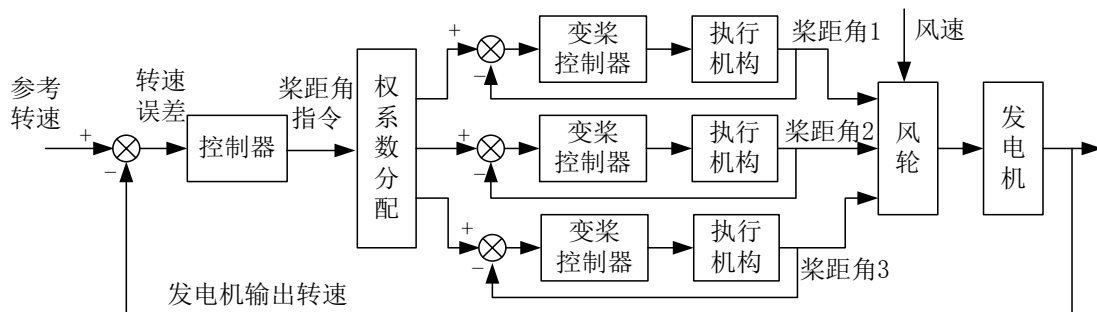 参考
转速
+
−
转速
误差
控制器
桨距角
指令
权
系
数
分
配
+
−
变桨
控制器
执行
机构
桨距角1
+
−
变桨
控制器
执行
机构
桨距角2
+
−
变桨
控制器
执行
机构
桨距角3
风速
风
轮
发
电
机
发电机输出转速